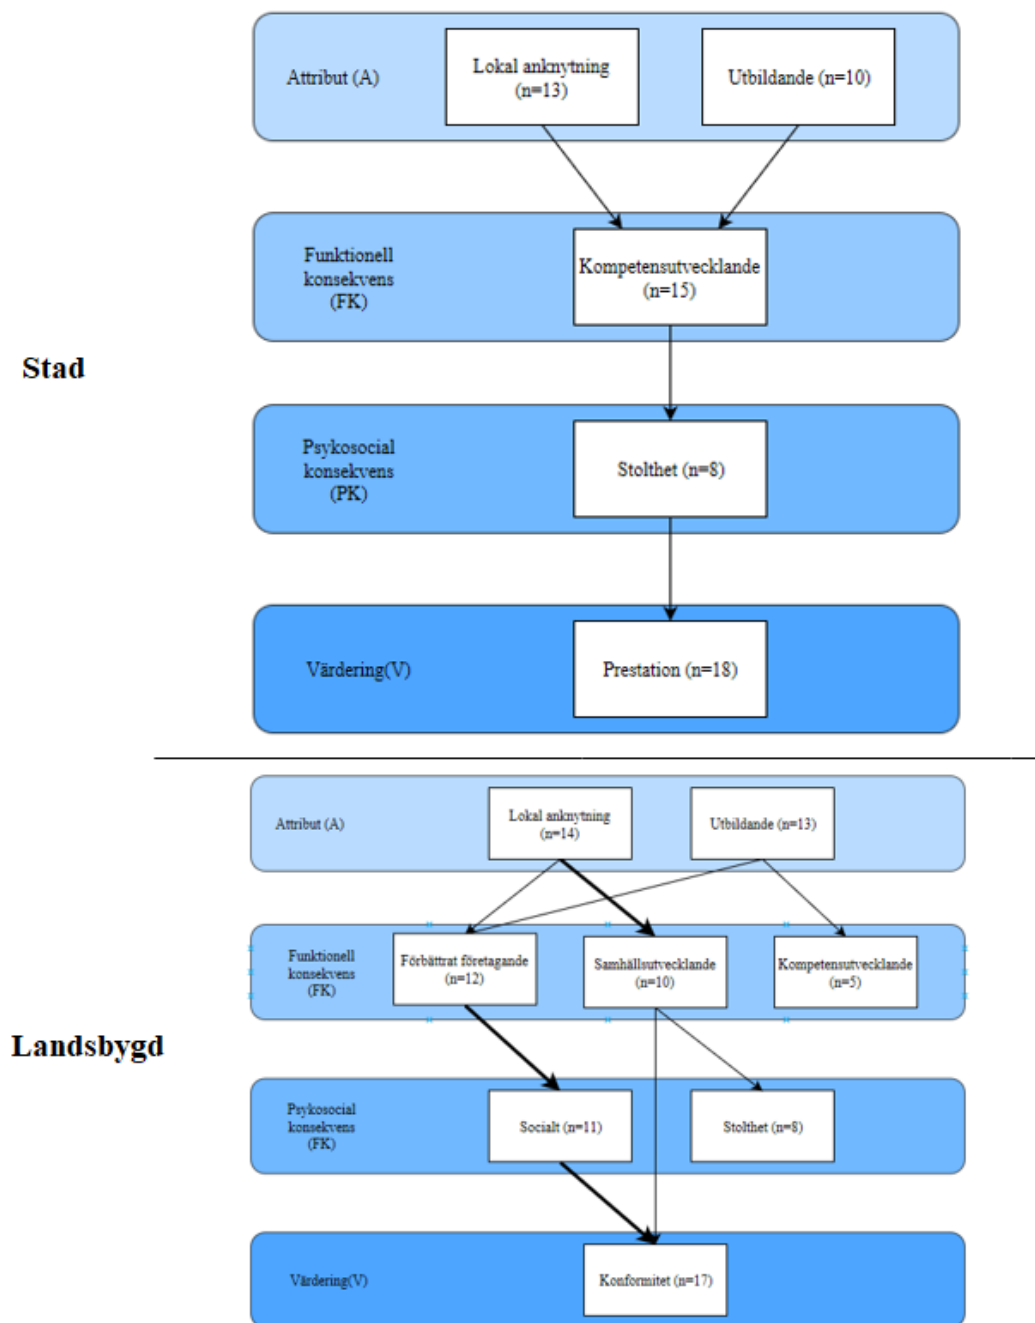 Attribut (A)
Lokal anknytning
(n=13)
Utbildande (n=10)
Funktionell
konsekvens
(FK)
Kompetensutvecklande
(n=15)
Stad
Psykosocial
konsekvens
(PK)
Stolthet (n=8)
Värdering(V)
Prestation (n=18)
Attribut (A)
Lokal anknytning
(n=14)
Utbildande (n=13)
Funktionell
konsekvens
(FK)
Förbättrat företagande
(n=12)
Samhällsutvecklande
(n=10)
Kompetensutvecklande
(n=5)
Landsbygd
Psykosocial
konsekvens
(FK)
Socialt (n=11)
Stolthet (n=8)
Värdering(V)
Konformitet (n=17)